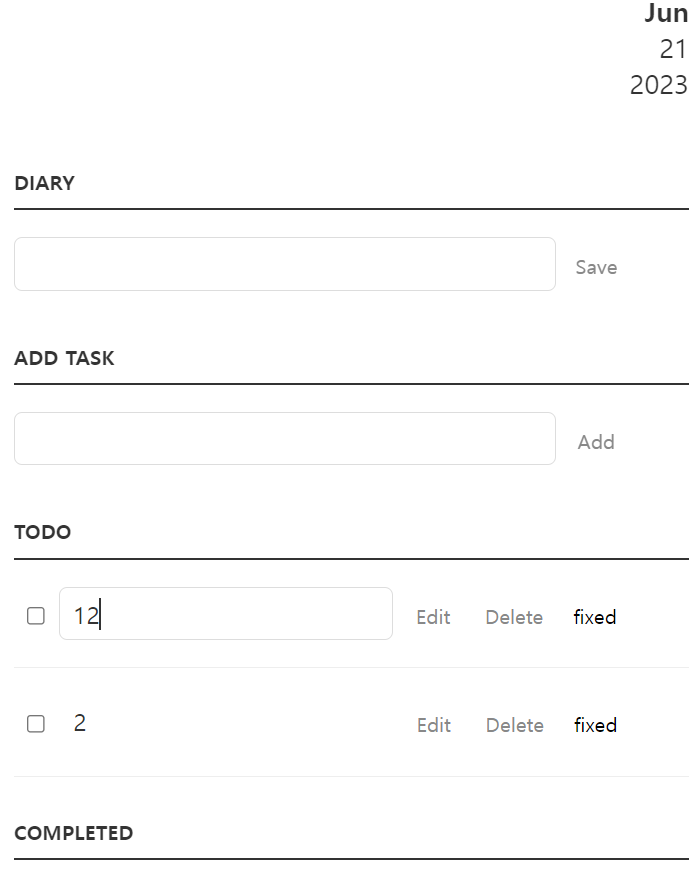 Jun
21
2023
DIARY
Save
ADD TASK
Add
TODO
12 Edit Delete fixed
2 Edit Delete fixed
COMPLETED